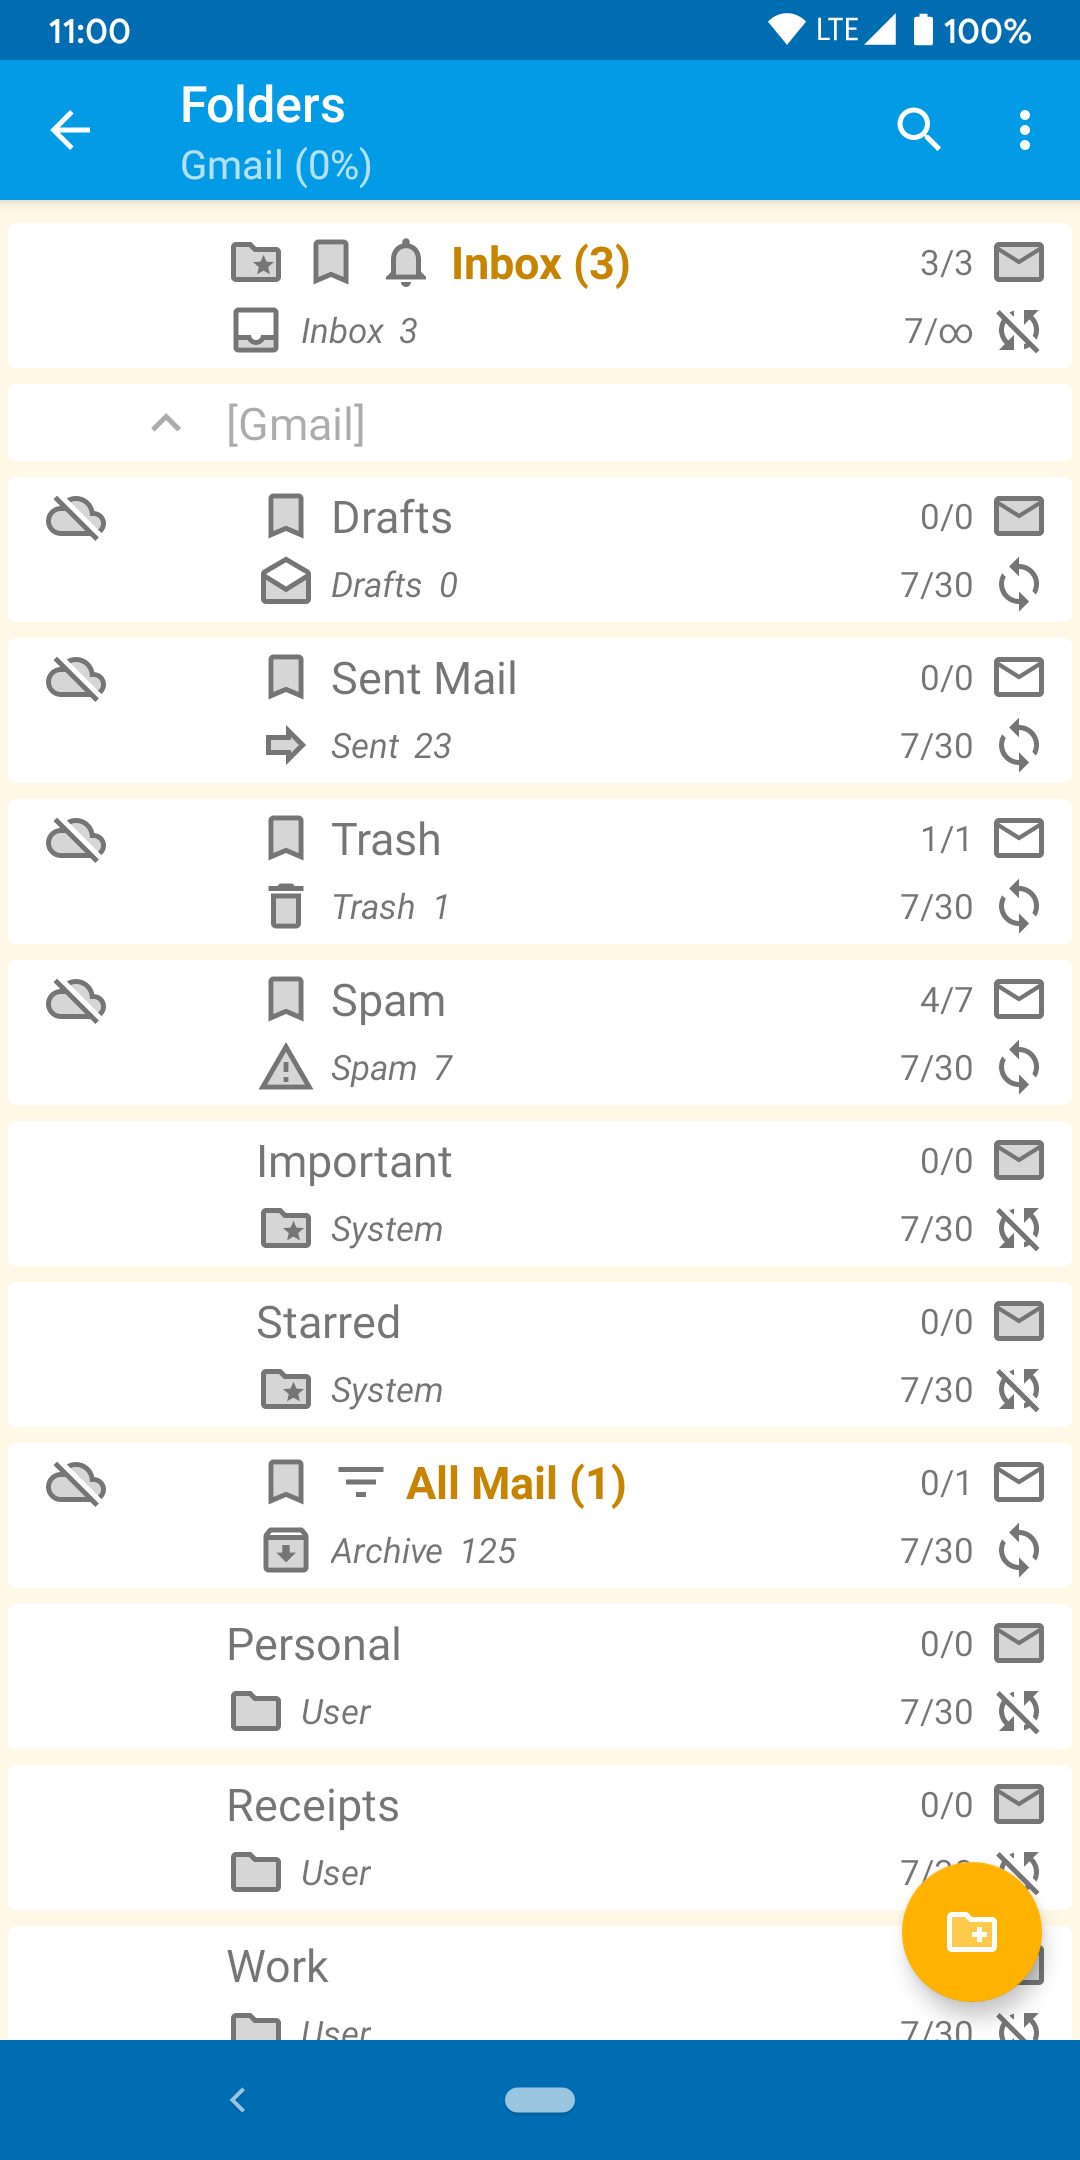 11:00 LTE 100%
Folders
Gmail (0%)
Inbox (3) 3/3
Inbox 3 7/∞
[Gmail]
Drafts 0/0
Drafts 0 7/30
Sent Mail 0/0
Sent 23 7/30
Trash 1/1
Trash 1 7/30
Spam 4/7
Spam 7 7/30
Important 0/0
System 7/30
Starred 0/0
System 7/30
All Mail (1) 0/1
Archive 125 7/30
Personal 0/0
User 7/30
Receipts 0/0
User
Work
User 7/30